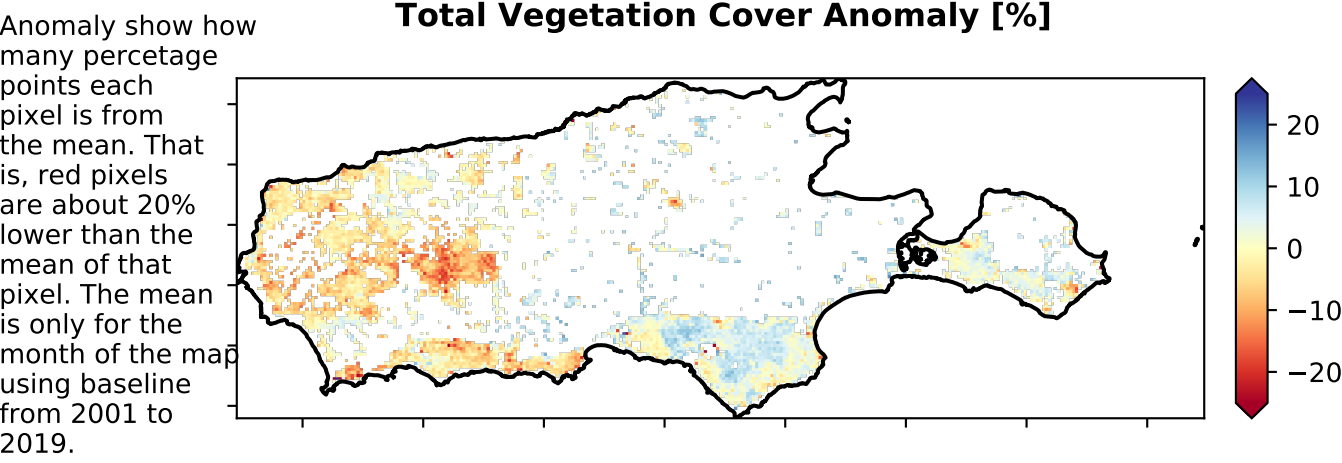 Total Vegetation Cover Anomaly [%]
Anomaly show how
many percetage
points each
pixel is from
the mean. That
is, red pixels
are about 20%
lower than the
mean of that
pixel. The mean
is only for the
month of the map
using baseline
from 2001 to
2019.
20
10
0
−10
−20